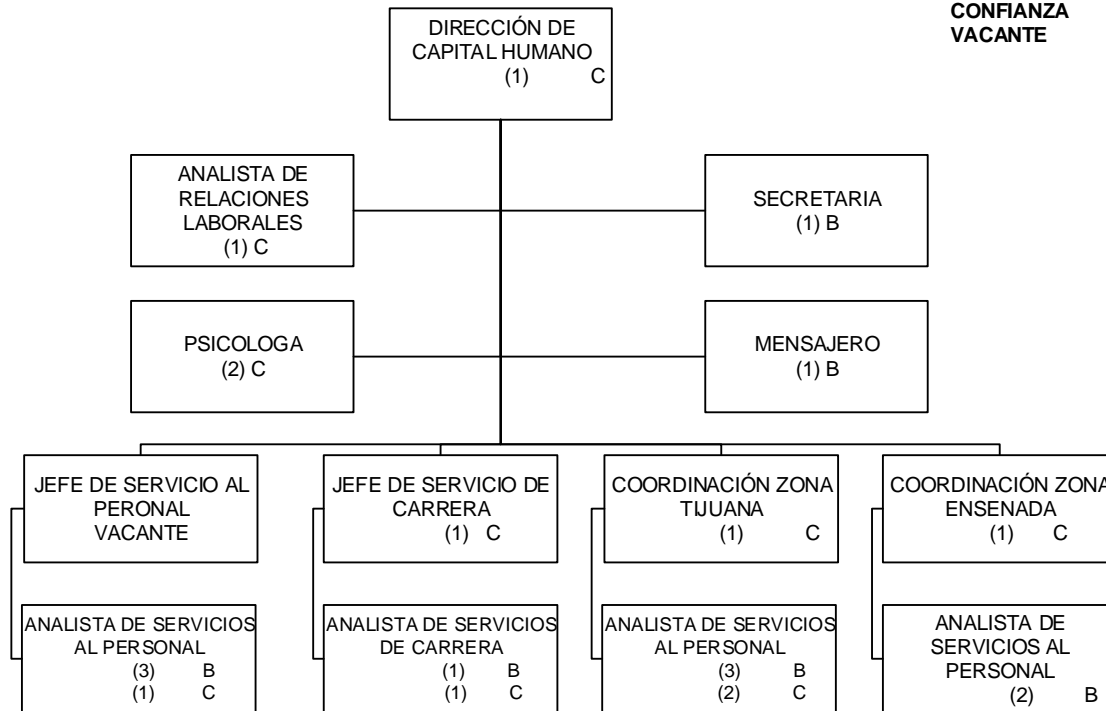 CONFIANZA
VACANTE
DIRECCIÓN DE
CAPITAL HUMANO
(1) C
ANALISTA DE
RELACIONES
LABORALES
(1) C
SECRETARIA
(1) B
PSICOLOGA
(2) C
MENSAJERO
(1) B
JEFE DE SERVICIO AL
PERONAL
VACANTE
JEFE DE SERVICIO DE
CARRERA
(1) C
COORDINACIÓN ZONA
TIJUANA
(1) C
COORDINACIÓN ZONA
ENSENADA
(1) C
ANALISTA DE SERVICIOS
AL PERSONAL
(3) B
(1) C
ANALISTA DE SERVICIOS
DE CARRERA
(1) B
(1) C
ANALISTA DE SERVICIOS
AL PERSONAL
(3) B
(2) C
ANALISTA DE
SERVICIOS AL
PERSONAL
(2) B